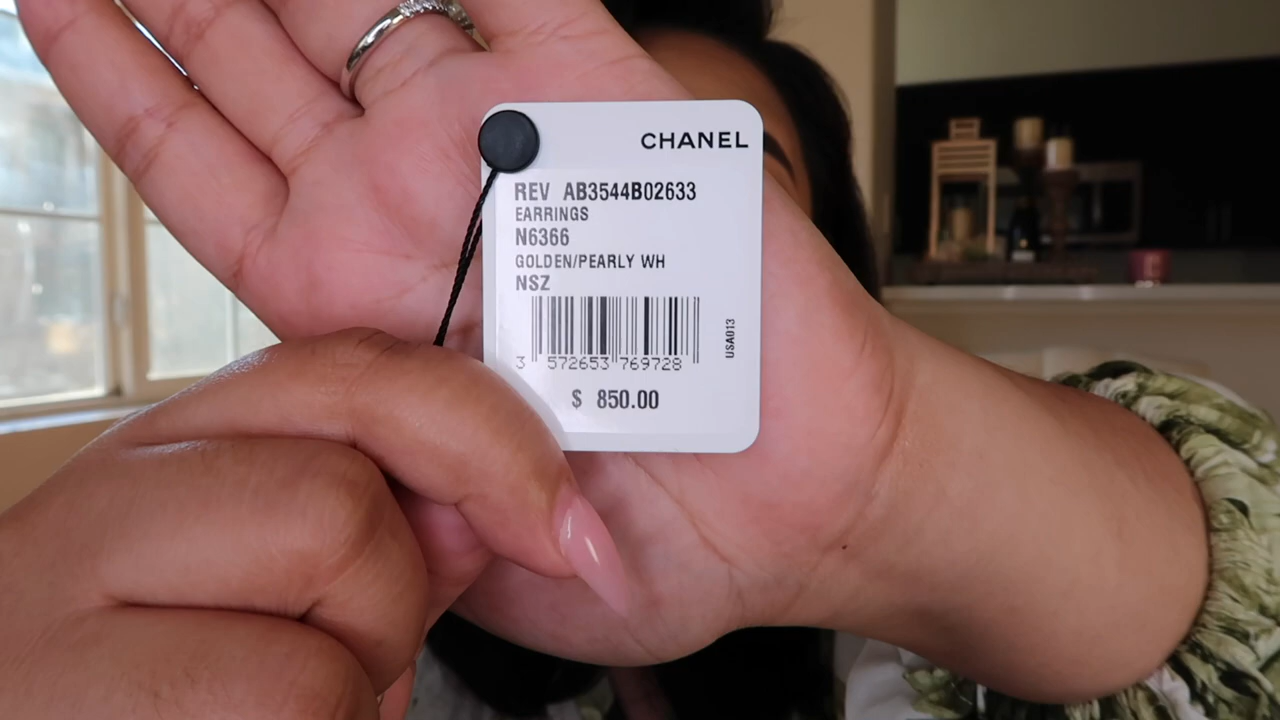 CHANEL
REV AB3544B02633
EARRINGS
N6366
GOLDEN/PEARLY WH
NSZ
3 572653 769728
USA013
$ 850.00